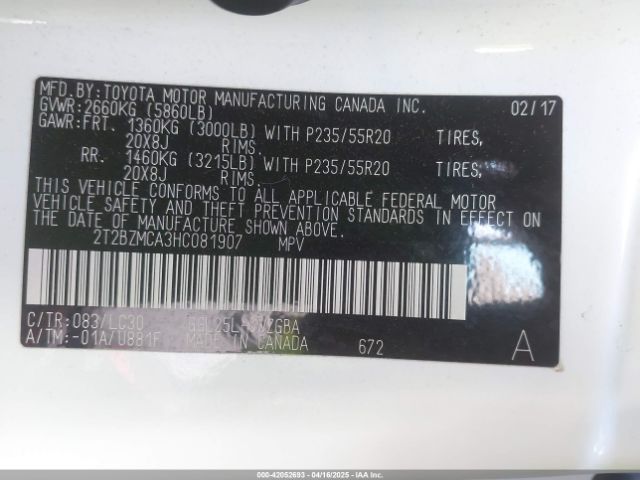 MFD. BY: TOYOTA MOTOR MANUFACTURING CANADA INC. 02/17
GVWR: 2660KG (5860LB)
GAWR: FRT. 1360KG (3000LB) WITH P235/55R20 TIRES,
20X8J RIMS.
RR. 1460KG (3215LB) WITH P235/55R20 TIRES,
20X8J RIMS.
THIS VEHICLE CONFORMS TO ALL APPLICABLE FEDERAL MOTOR
VEHICLE SAFETY AND THEFT PREVENTION STANDARDS IN EFFECT ON
THE DATE OF MANUFACTURE SHOWN ABOVE.
2T2BZMCA3HC081907 MPV
C/TR: 083/LC30
A/TM: -01A/U881F MADE IN CANADA 672 A
000-42052693 - 04/16/2025 - IAA Inc.